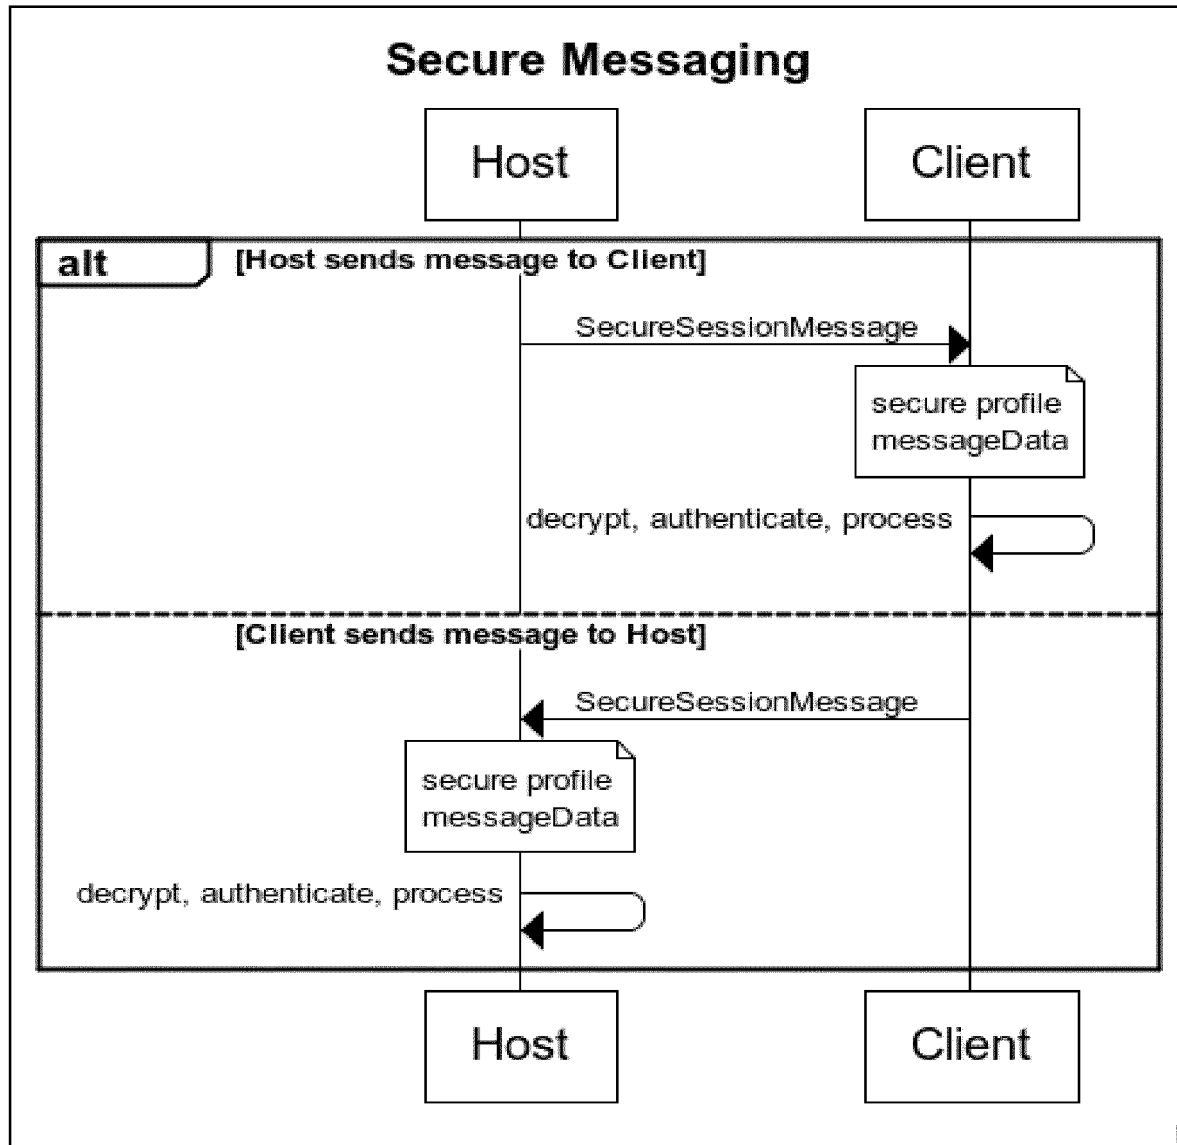 Secure Messaging
Host
Client
alt
[Host sends message to Client]
SecureSessionMessage
secure profile
messageData
decrypt, authenticate, process
[Client sends message to Host]
SecureSessionMessage
secure profile
messageData
decrypt, authenticate, process
Host
Client